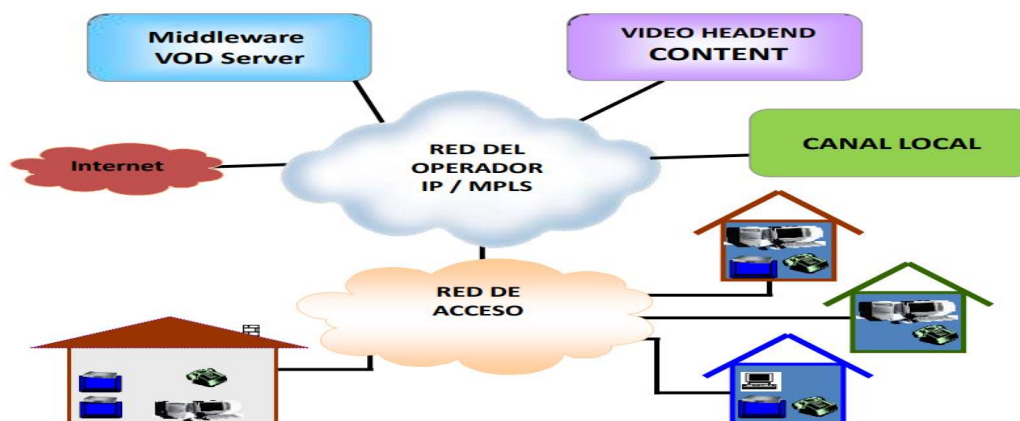 Middleware
VOD Server
VIDEO HEADEND
CONTENT
Internet
RED DEL
OPERADOR
IP / MPLS
CANAL LOCAL
RED DE
ACCESO